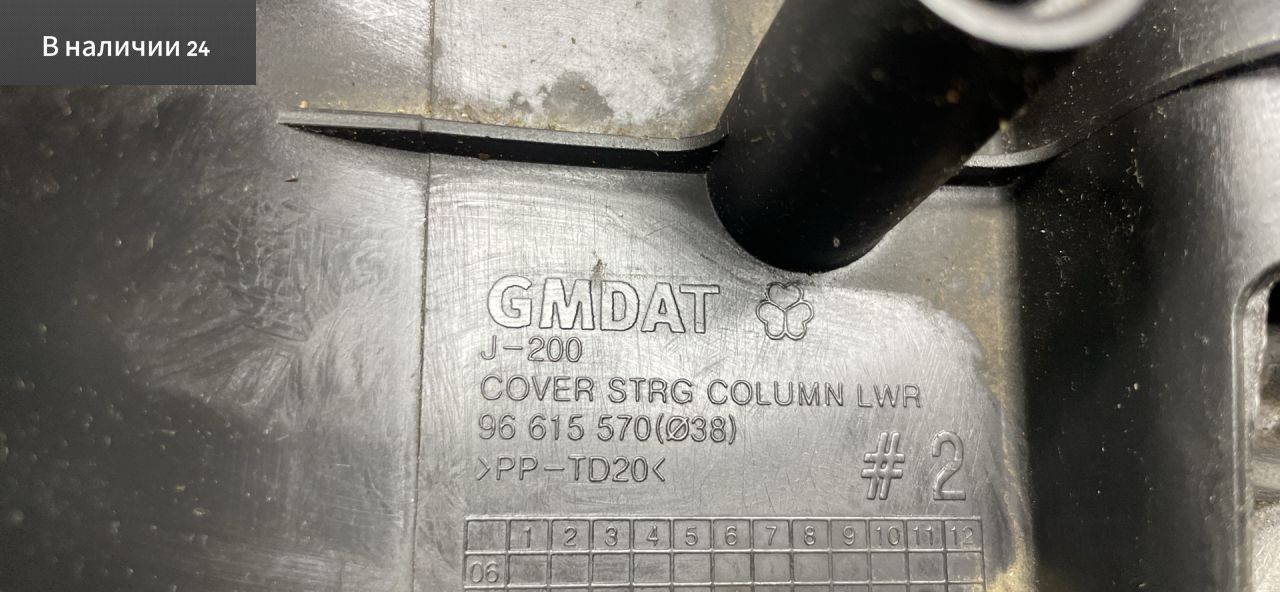 В наличии 24
GMDAT
J-200
COVER STRG COLUMN LWR
96 615 570(Ø38)
>PP-TD20<
# 2
1 2 3 4 5 6 7 8 9 10 11 12
06